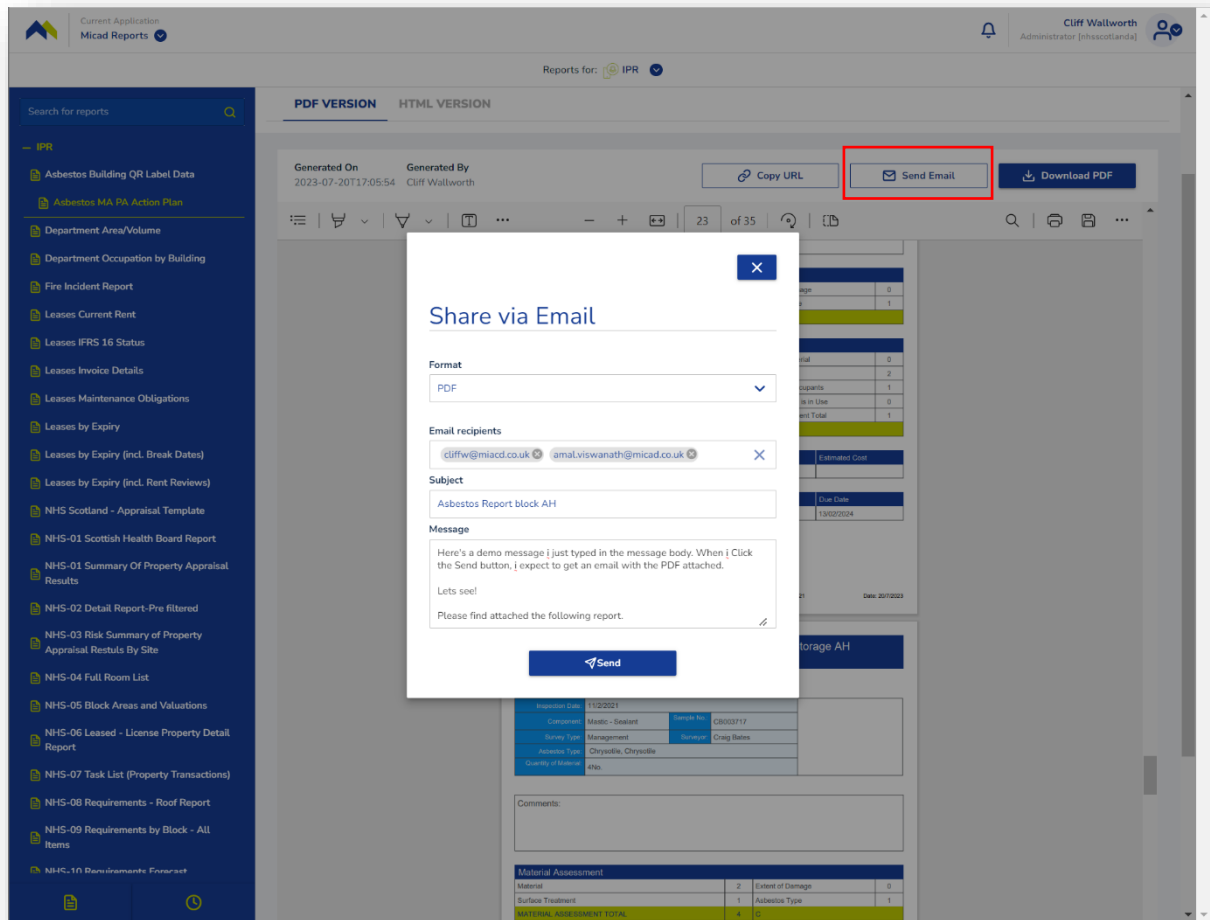 Current Application
Micad Reports
Cliff Wallworth
Administrator [nhsscotlanda]
Reports for: IPR
Search for reports
IPR
Asbestos Building QR Label Data
Asbestos MA PA Action Plan
Department Area/Volume
Department Occupation by Building
Fire Incident Report
Leases Current Rent
Leases IFRS 16 Status
Leases Invoice Details
Leases Maintenance Obligations
Leases by Expiry
Leases by Expiry (incl. Break Dates)
Leases by Expiry (incl. Rent Reviews)
NHS Scotland - Appraisal Template
NHS-01 Scottish Health Board Report
NHS-01 Summary Of Property Appraisal
Results
NHS-02 Detail Report-Pre filtered
NHS-03 Risk Summary of Property
Appraisal Restuls By Site
NHS-04 Full Room List
NHS-05 Block Areas and Valuations
NHS-06 Leased - License Property Detail
Report
NHS-07 Task List (Property Transactions)
NHS-08 Requirements - Roof Report
NHS-09 Requirements by Block - All
Items
NHS-10 Requirements Forecast
PDF VERSION HTML VERSION
Generated On Generated By
2023-07-20T17:05:54 Cliff Wallworth
Copy URL
Send Email
Download PDF
23 of 35
Share via Email
Format
PDF
Email recipients
cliffw@miacd.co.uk amal.viswanath@micad.co.uk
Subject
Asbestos Report block AH
Message
Here's a demo message i just typed in the message body. When i Click
the Send button, i expect to get an email with the PDF attached.
Lets see!
Please find attached the following report.
Send
0
1
0
2
1
is in Use 0
1
Estimated Cost
Due Date
13/02/2024
Date: 20/7/2023
torage AH
Inspection Date: 11/2/2021
Component: Mastic - Sealant Sample No.: CB003717
Survey Type: Management Surveyor: Craig Bates
Asbestos Type: Chrysotile, Chrysotile
Quantity of Material: 4No.
Comments:
Material Assessment
Material 2 Extent of Damage 0
Surface Treatment 1 Asbestos Type 1
MATERIAL ASSESSMENT TOTAL 4 C